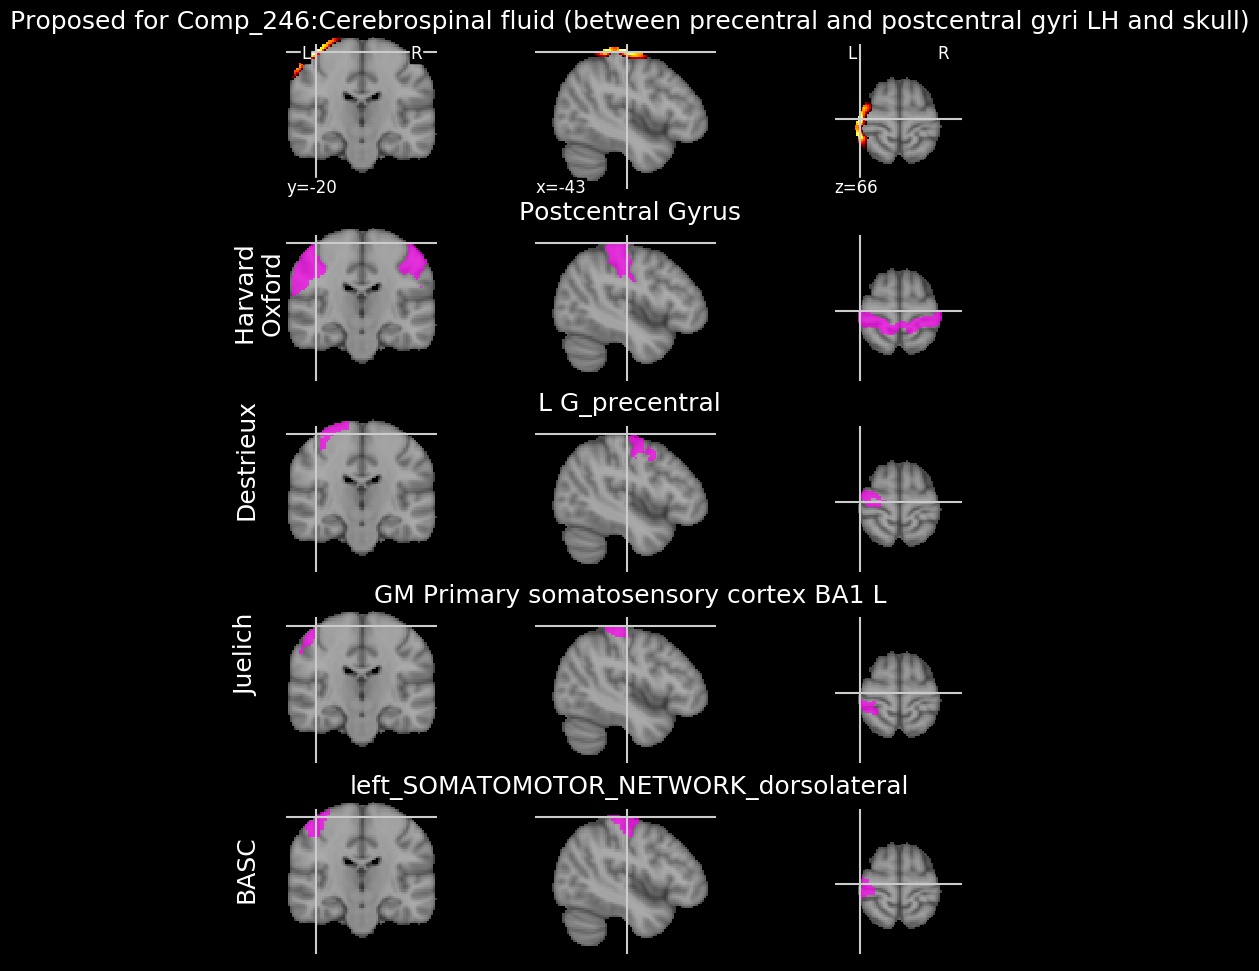 Proposed for Comp_246:Cerebrospinal fluid (between precentral and postcentral gyri LH and skull)
L R
L R
y=-20
x=-43
z=66
Postcentral Gyrus
Harvard
Oxford
L G_precentral
Destrieux
GM Primary somatosensory cortex BA1 L
Juelich
left_SOMATOMOTOR_NETWORK_dorsolateral
BASC